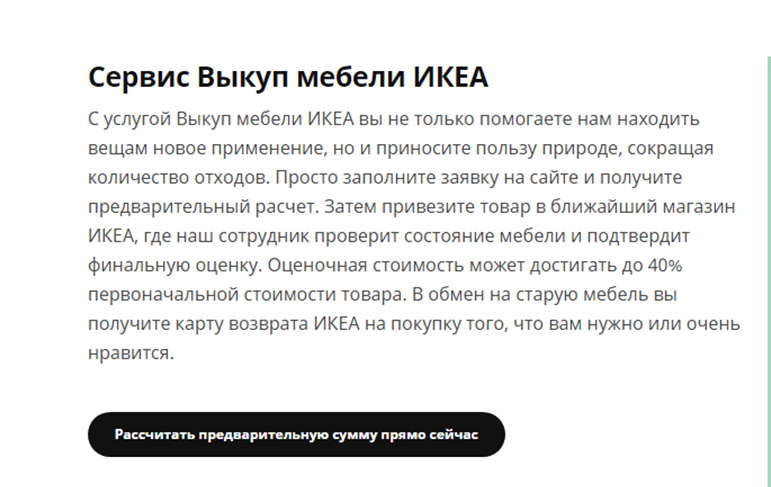 Сервис Выкуп мебели ИКЕА
С услугой Выкуп мебели ИКЕА вы не только помогаете нам находить
вещам новое применение, но и приносите пользу природе, сокращая
количество отходов. Просто заполните заявку на сайте и получите
предварительный расчет. Затем привезите товар в ближайший магазин
ИКЕА, где наш сотрудник проверит состояние мебели и подтвердит
финальную оценку. Оценочная стоимость может достигать до 40%
первоначальной стоимости товара. В обмен на старую мебель вы
получите карту возврата ИКЕА на покупку того, что вам нужно или очень
нравится.
Рассчитать предварительную сумму прямо сейчас